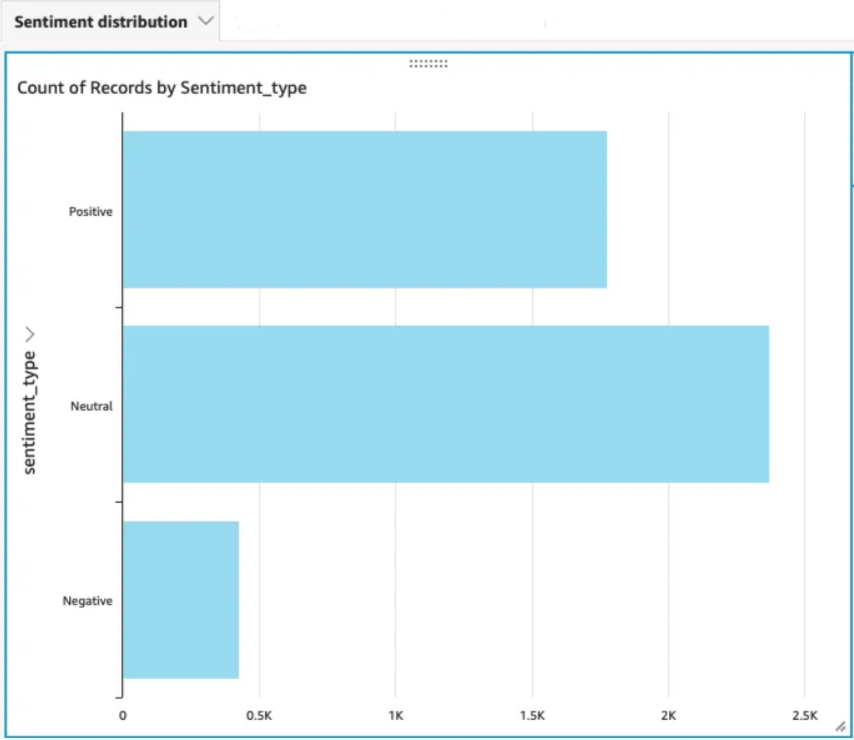 Sentiment distribution
Count of Records by Sentiment_type
sentiment_type
Positive
Neutral
Negative
0 0.5K 1K 1.5K 2K 2.5K